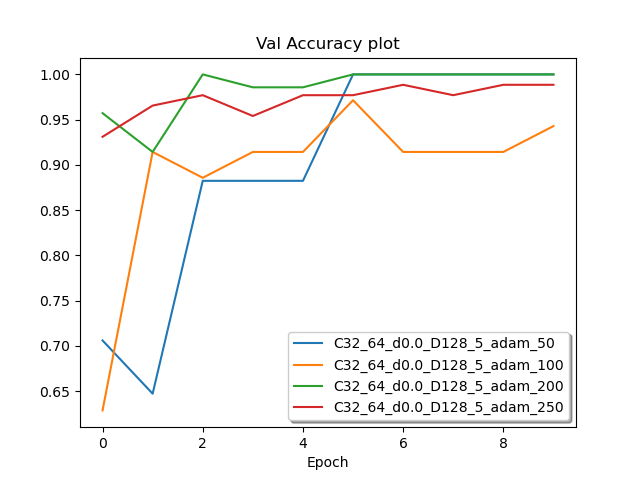 Val Accuracy plot
1.00
0.95
0.90
0.85
0.80
0.75
0.70
0.65
C32_64_d0.0_D128_5_adam_50
C32_64_d0.0_D128_5_adam_100
C32_64_d0.0_D128_5_adam_200
C32_64_d0.0_D128_5_adam_250
0 2 4 6 8
Epoch